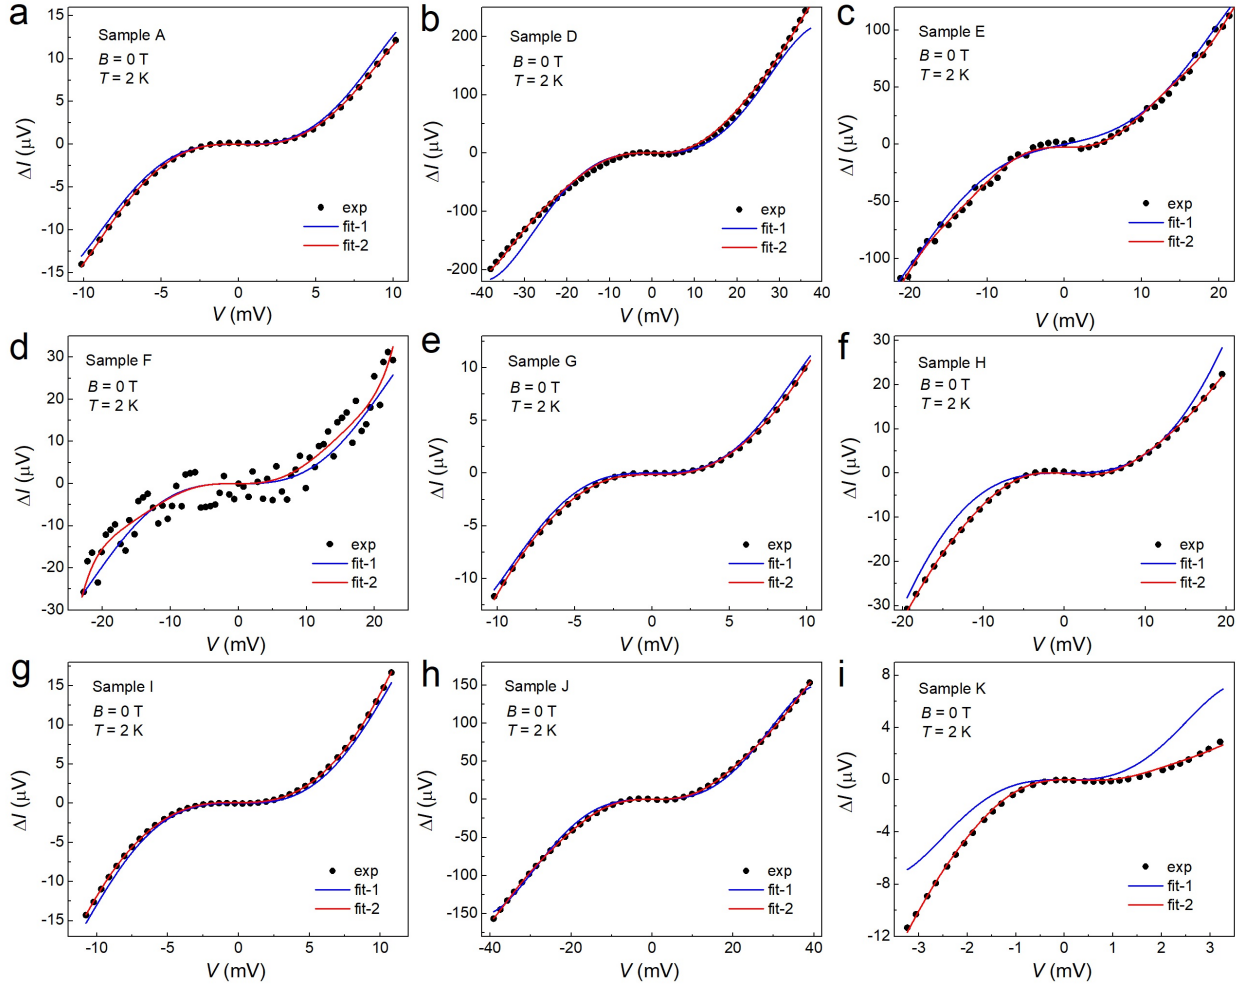 a
Sample A
B = 0 T
T = 2 K
exp
fit-1
fit-2
15
10
5
0
-5
-10
-15
-10
-5
0
5
10
ΔI (μV)
V (mV)
b
Sample D
B = 0 T
T = 2 K
exp
fit-1
fit-2
200
100
0
-100
-200
-40
-30
-20
-10
0
10
20
30
40
ΔI (μV)
V (mV)
c
Sample E
B = 0 T
T = 2 K
exp
fit-1
fit-2
100
50
0
-50
-100
-20
-10
0
10
20
ΔI (μV)
V (mV)
d
Sample F
B = 0 T
T = 2 K
exp
fit-1
fit-2
30
20
10
0
-10
-20
-30
-20
-10
0
10
20
ΔI (μV)
V (mV)
e
Sample G
B = 0 T
T = 2 K
exp
fit-1
fit-2
10
5
0
-5
-10
-10
-5
0
5
10
ΔI (μV)
V (mV)
f
Sample H
B = 0 T
T = 2 K
exp
fit-1
fit-2
30
20
10
0
-10
-20
-30
-20
-10
0
10
20
ΔI (μV)
V (mV)
g
Sample I
B = 0 T
T = 2 K
exp
fit-1
fit-2
15
10
5
0
-5
-10
-15
-10
-5
0
5
10
ΔI (μV)
V (mV)
h
Sample J
B = 0 T
T = 2 K
exp
fit-1
fit-2
150
100
50
0
-50
-100
-150
-40
-20
0
20
40
ΔI (μV)
V (mV)
i
Sample K
B = 0 T
T = 2 K
exp
fit-1
fit-2
8
4
0
-4
-8
-12
-3
-2
-1
0
1
2
3
ΔI (μV)
V (mV)